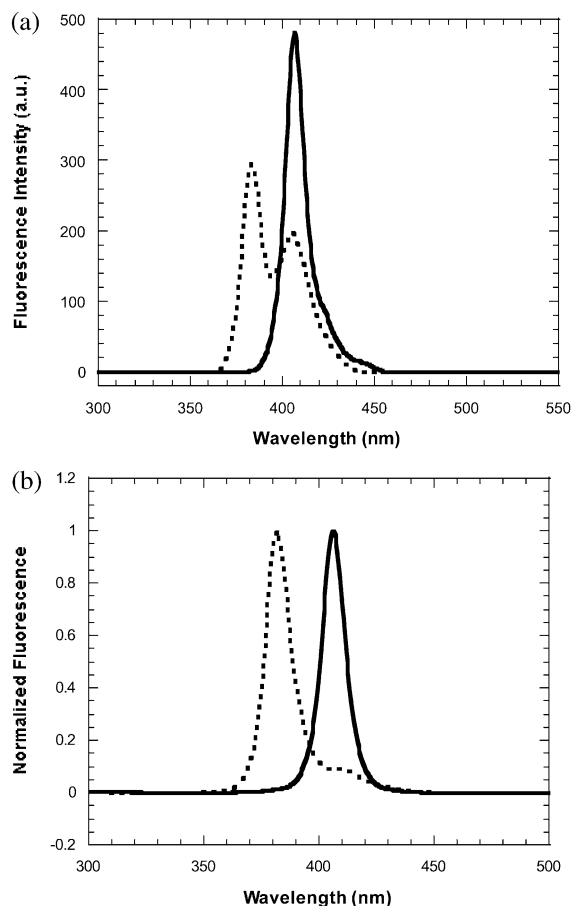 (a)
500
400
300
200
100
0
Fluorescence Intensity (a.u.)
300 350 400 450 500 550
Wavelength (nm)
(b)
1.2
1
0.8
0.6
0.4
0.2
0
-0.2
Normalized Fluorescence
300 350 400 450 500
Wavelength (nm)